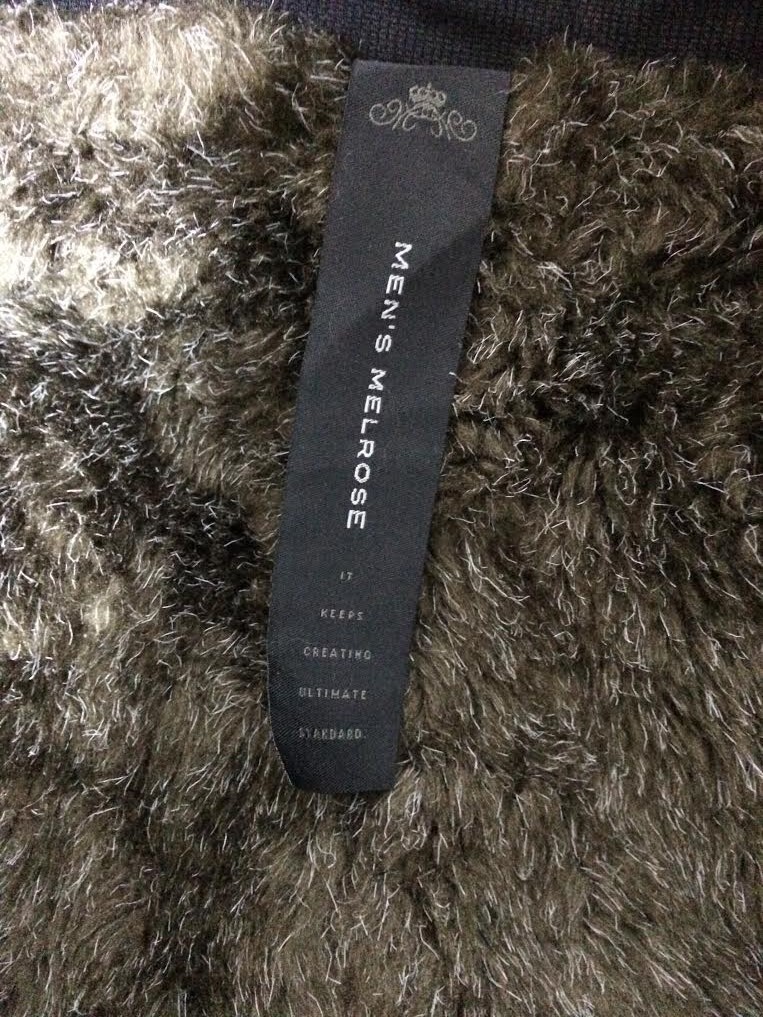 MEN'S MELROSE
IT
KEEPS
CREATING
ULTIMATE
STANDARD.